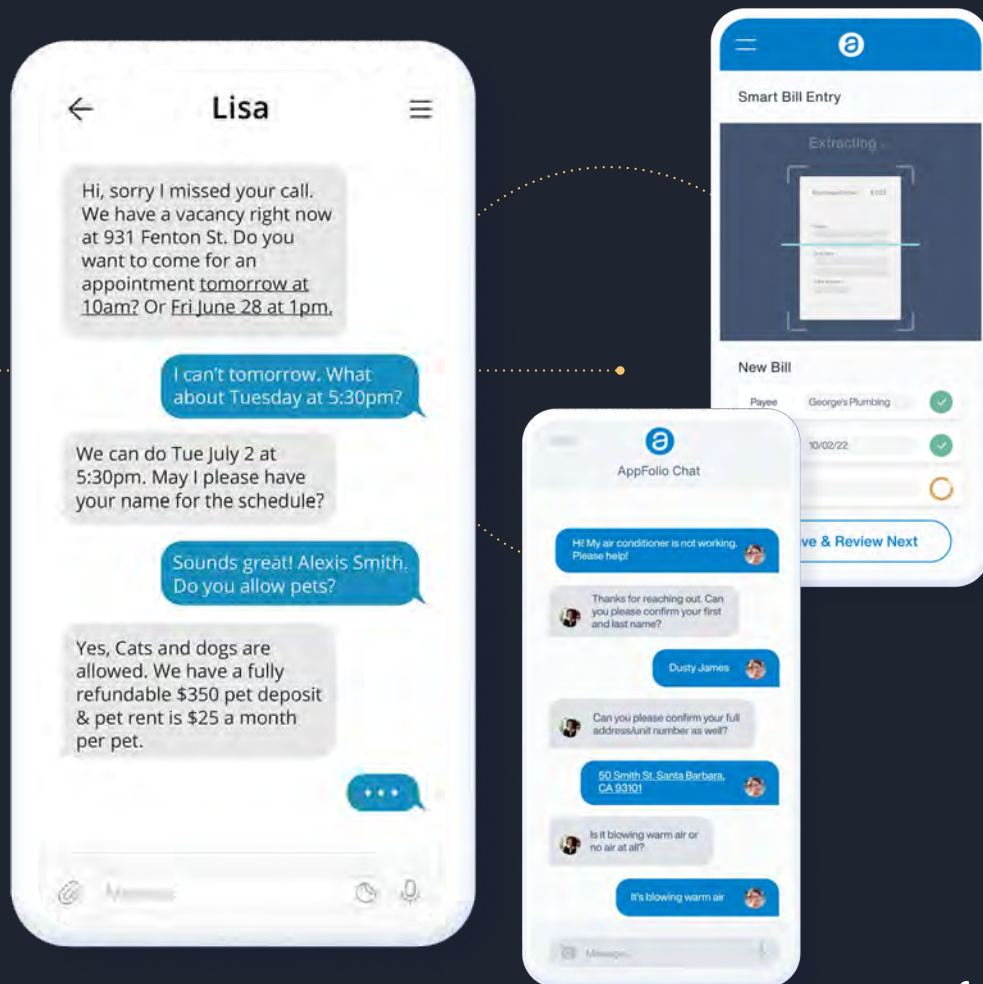 Lisa
Hi, sorry I missed your call.
We have a vacancy right now
at 931 Fenton St. Do you
want to come for an
appointment tomorrow at
10am? Or Fri June 28 at 1pm.
I can't tomorrow. What
about Tuesday at 5:30pm?
We can do Tue July 2 at
5:30pm. May I please have
your name for the schedule?
Sounds great! Alexis Smith.
Do you allow pets?
Yes, Cats and dogs are
allowed. We have a fully
refundable $350 pet deposit
& pet rent is $25 a month
per pet.
Message
a
Smart Bill Entry
Extracting...
New Bill
Payee George's Plumbing
10/02/22
ve & Review Next
a
AppFolio Chat
Hi! My air conditioner is not working.
Please help!
Thanks for reaching out. Can
you please confirm your first
and last name?
Dusty James
Can you please confirm your full
address/unit number as well?
50 Smith St. Santa Barbara,
CA 93101
Is it blowing warm air or
no air at all?
It's blowing warm air
Message...